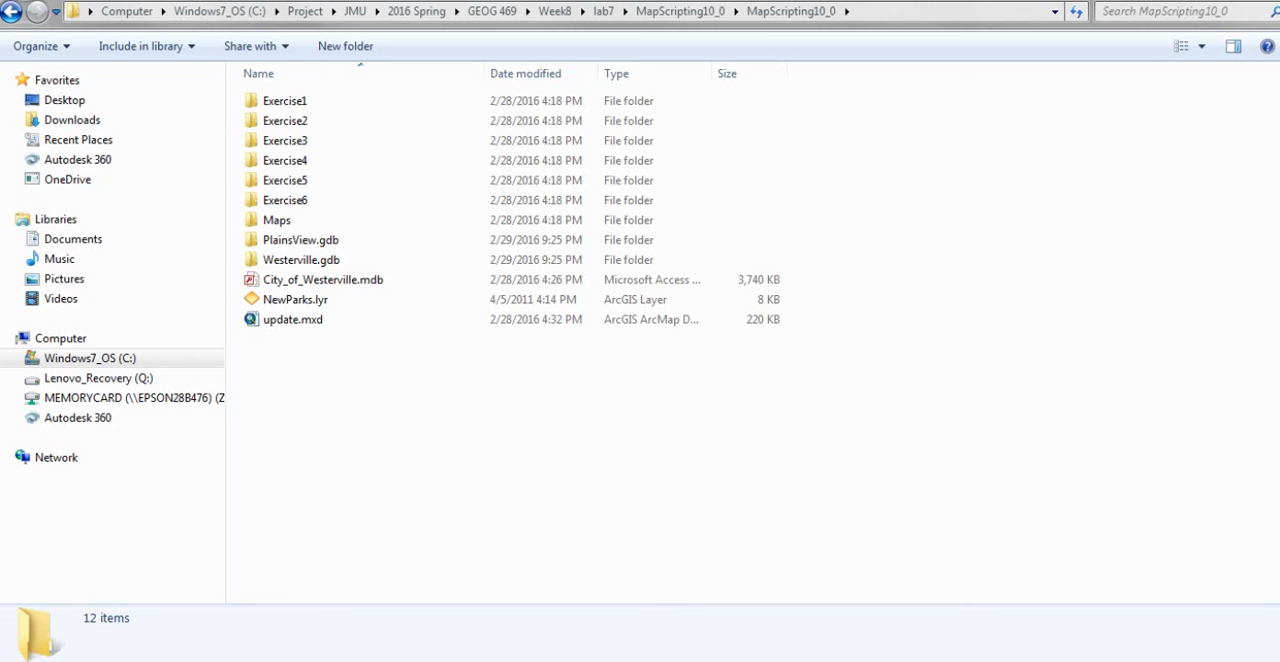 Computer Windows7_OS (C:) Project JMU 2016 Spring GEOG 469 Week8 lab7 MapScripting10_0 MapScripting10_0 Search MapScripting10_0
Organize Include in library Share with New folder
Favorites
Desktop
Downloads
Recent Places
Autodesk 360
OneDrive
Libraries
Documents
Music
Pictures
Videos
Computer
Windows7_OS (C:)
Lenovo_Recovery (Q:)
MEMORYCARD (\\EPSON28B476) (Z
Autodesk 360
Network
Name Date modified Type Size
Exercise1 2/28/2016 4:18 PM File folder
Exercise2 2/28/2016 4:18 PM File folder
Exercise3 2/28/2016 4:18 PM File folder
Exercise4 2/28/2016 4:18 PM File folder
Exercise5 2/28/2016 4:18 PM File folder
Exercise6 2/28/2016 4:18 PM File folder
Maps 2/28/2016 4:18 PM File folder
PlainsView.gdb 2/29/2016 9:25 PM File folder
Westerville.gdb 2/29/2016 9:25 PM File folder
City_of_Westerville.mdb 2/28/2016 4:26 PM Microsoft Access ... 3,740 KB
NewParks.lyr 4/5/2011 4:14 PM ArcGIS Layer 8 KB
update.mxd 2/28/2016 4:32 PM ArcGIS ArcMap D... 220 KB
12 items